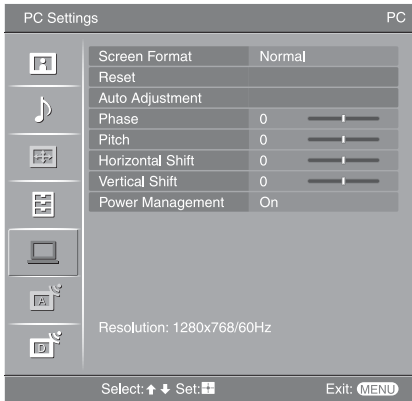 PC Settings PC
Screen Format Normal
Reset
Auto Adjustment
Phase 0
Pitch 0
Horizontal Shift 0
Vertical Shift 0
Power Management On
A
D
Resolution: 1280x768/60Hz
Select: Set: Exit: MENU